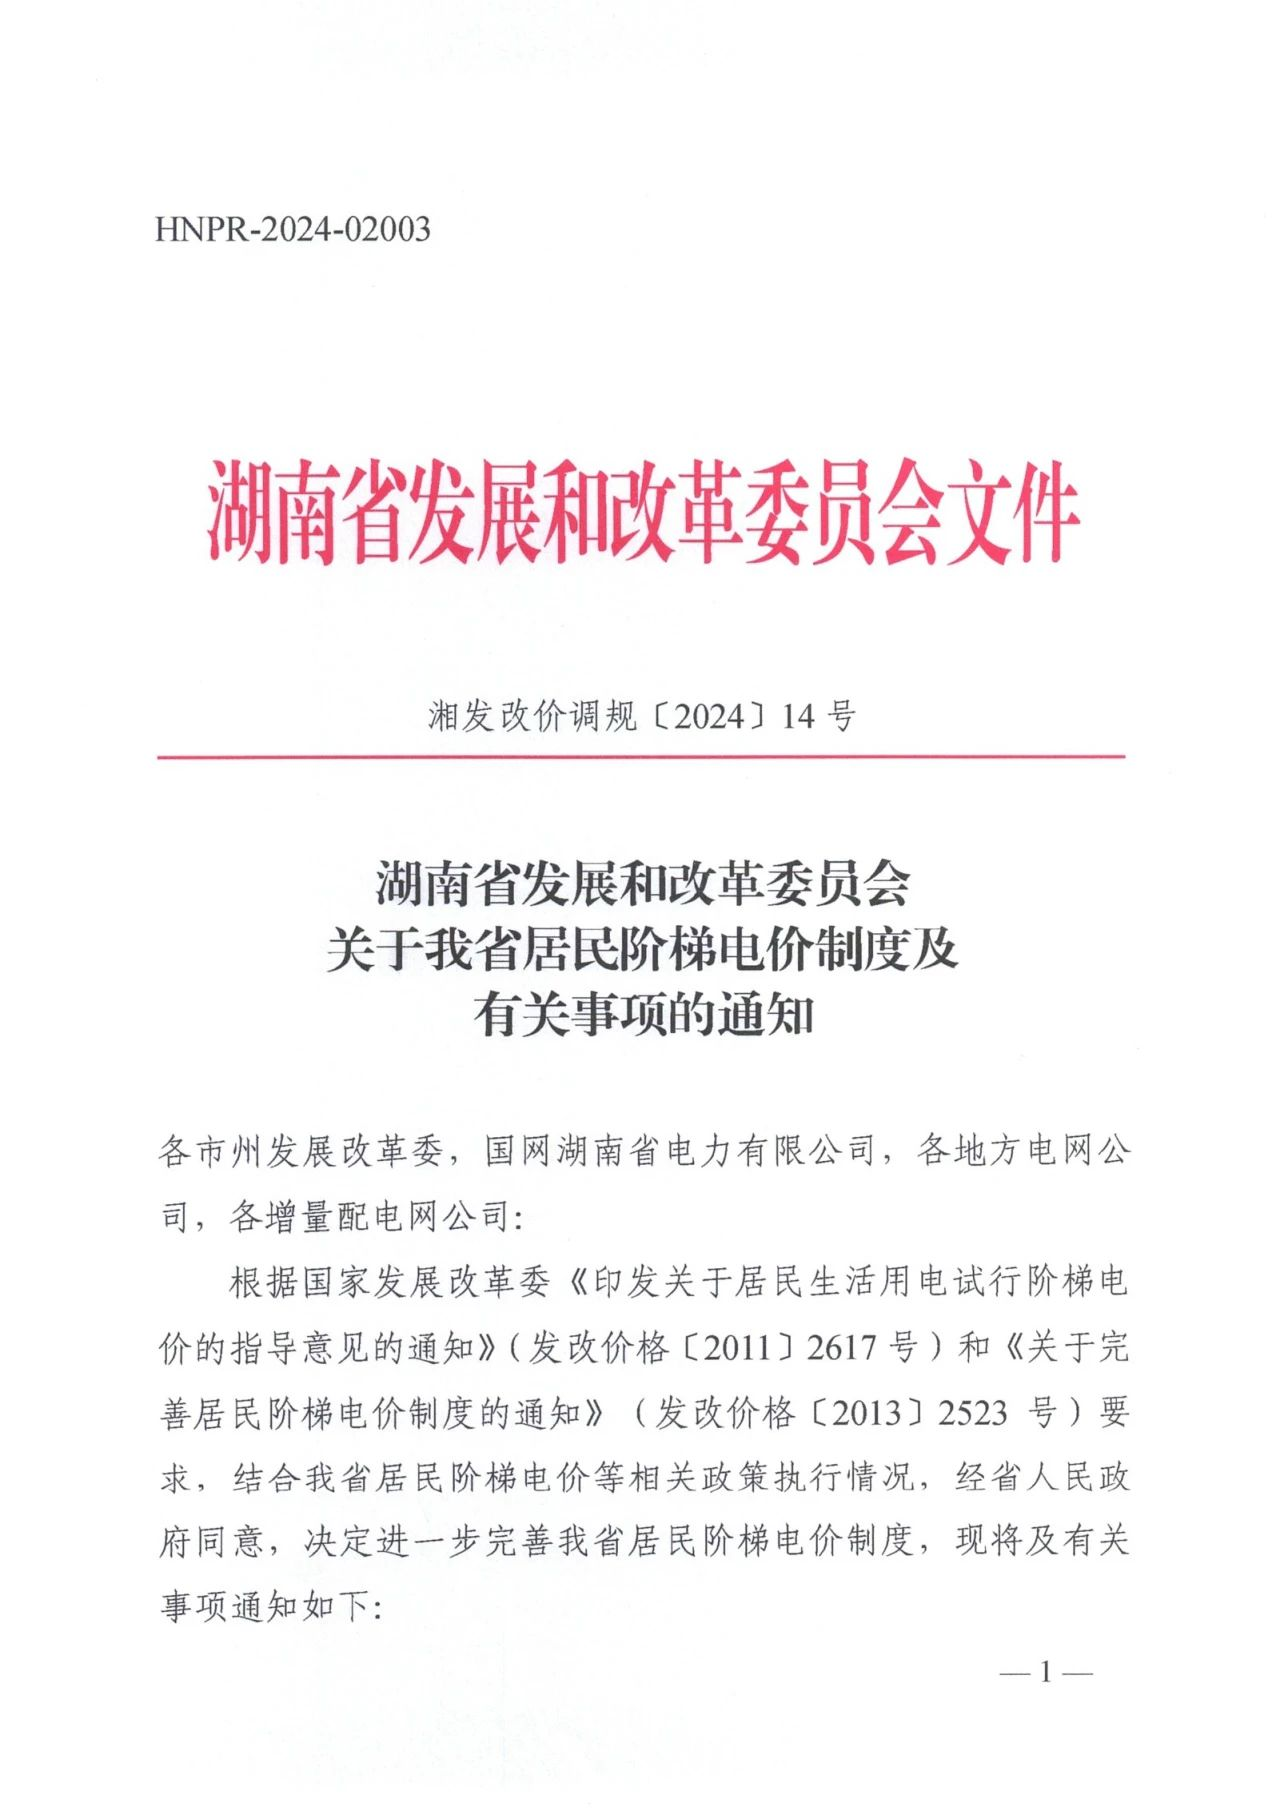 HNPR-2024-02003
湖南省发展和改革委员会文件
湘发改价调规〔2024〕14 号
湖南省发展和改革委员会
关于我省居民阶梯电价制度及
有关事项的通知
各市州发展改革委，国网湖南省电力有限公司，各地方电网公
司，各增量配电网公司：
根据国家发展改革委《印发关于居民生活用电试行阶梯电
价的指导意见的通知》（发改价格〔2011〕2617 号）和《关于完
善居民阶梯电价制度的通知》（发改价格〔2013〕2523 号）要
求，结合我省居民阶梯电价等相关政策执行情况，经省人民政
府同意，决定进一步完善我省居民阶梯电价制度，现将及有关
事项通知如下：
— 1 —